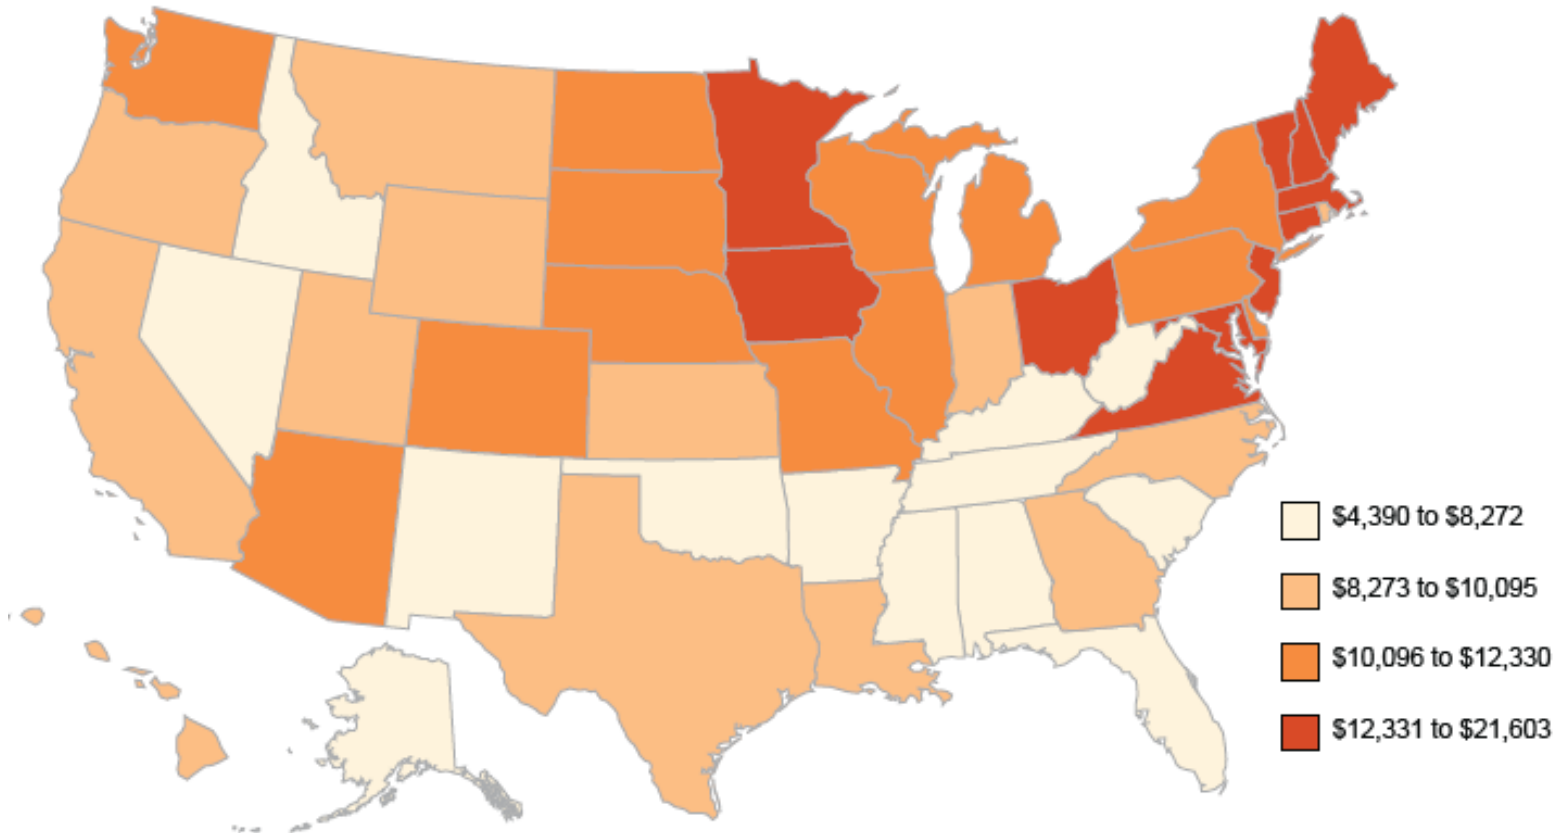 $4,390 to $8,272
$8,273 to $10,095
$10,096 to $12,330
$12,331 to $21,603